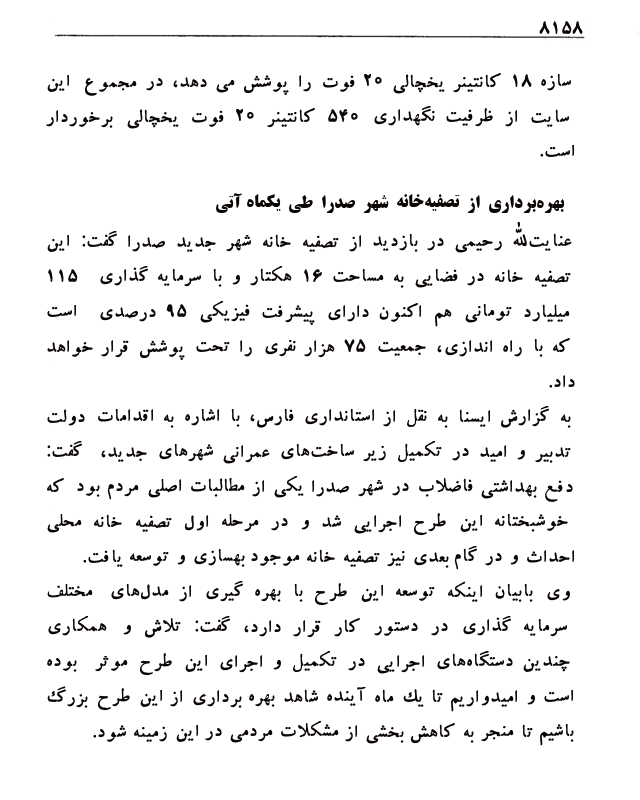 ۸۱۵۸
سازه ۱۸ کانتینر یخچالی ۲۰ فوت را پوشش می دهد، در مجموع این
سایت از ظرفیت نگهداری ۵۴۰ کانتینر ۲۰ فوت یخچالی برخوردار
است.
بهره‌برداری از تصفیه‌خانه شهر صدرا طی یکماه آتی
عنایت‌الله رحیمی در بازدید از تصفیه خانه شهر جدید صدرا گفت: این
تصفیه خانه در فضایی به مساحت ۱۶ هکتار و با سرمایه گذاری ۱۱۵
میلیارد تومانی هم اکنون دارای پیشرفت فیزیکی ۹۵ درصدی است
که با راه اندازی، جمعیت ۷۵ هزار نفری را تحت پوشش قرار خواهد
داد.
به گزارش ایسنا به نقل از استانداری فارس، با اشاره به اقدامات دولت
تدبیر و امید در تکمیل زیر ساخت‌های عمرانی شهرهای جدید، گفت:
دفع بهداشتی فاضلاب در شهر صدرا یکی از مطالبات اصلی مردم بود که
خوشبختانه این طرح اجرایی شد و در مرحله اول تصفیه خانه محلی
احداث و در گام بعدی نیز تصفیه خانه موجود بهسازی و توسعه یافت.
وی بابیان اینکه توسعه این طرح با بهره گیری از مدل‌های مختلف
سرمایه گذاری در دستور کار قرار دارد، گفت: تلاش و همکاری
چندین دستگاه‌های اجرایی در تکمیل و اجرای این طرح موثر بوده
است و امیدواریم تا یك ماه آینده شاهد بهره برداری از این طرح بزرگ
باشیم تا منجر به کاهش بخشی از مشکلات مردمی در این زمینه شود.